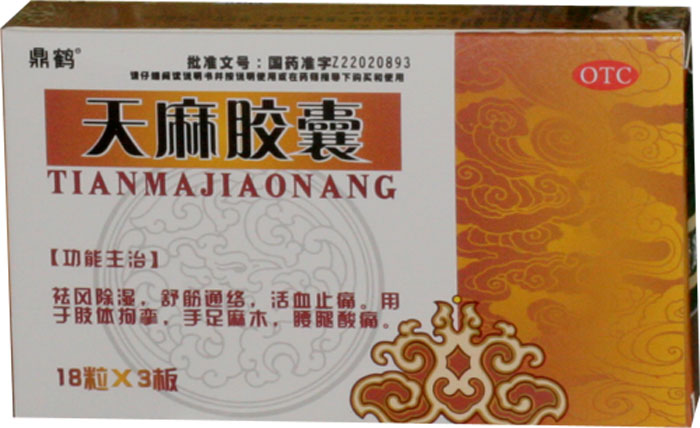 鼎鹤®
批准文号：国药准字Z22020893
请仔细阅读说明书并按说明使用或在药师指导下购买和使用
OTC
天麻胶囊
TIANMAJIAONANG
【功能主治】
祛风除湿，舒筋通络，活血止痛。用
于肢体拘挛，手足麻木，腰腿酸痛。
18粒X3板